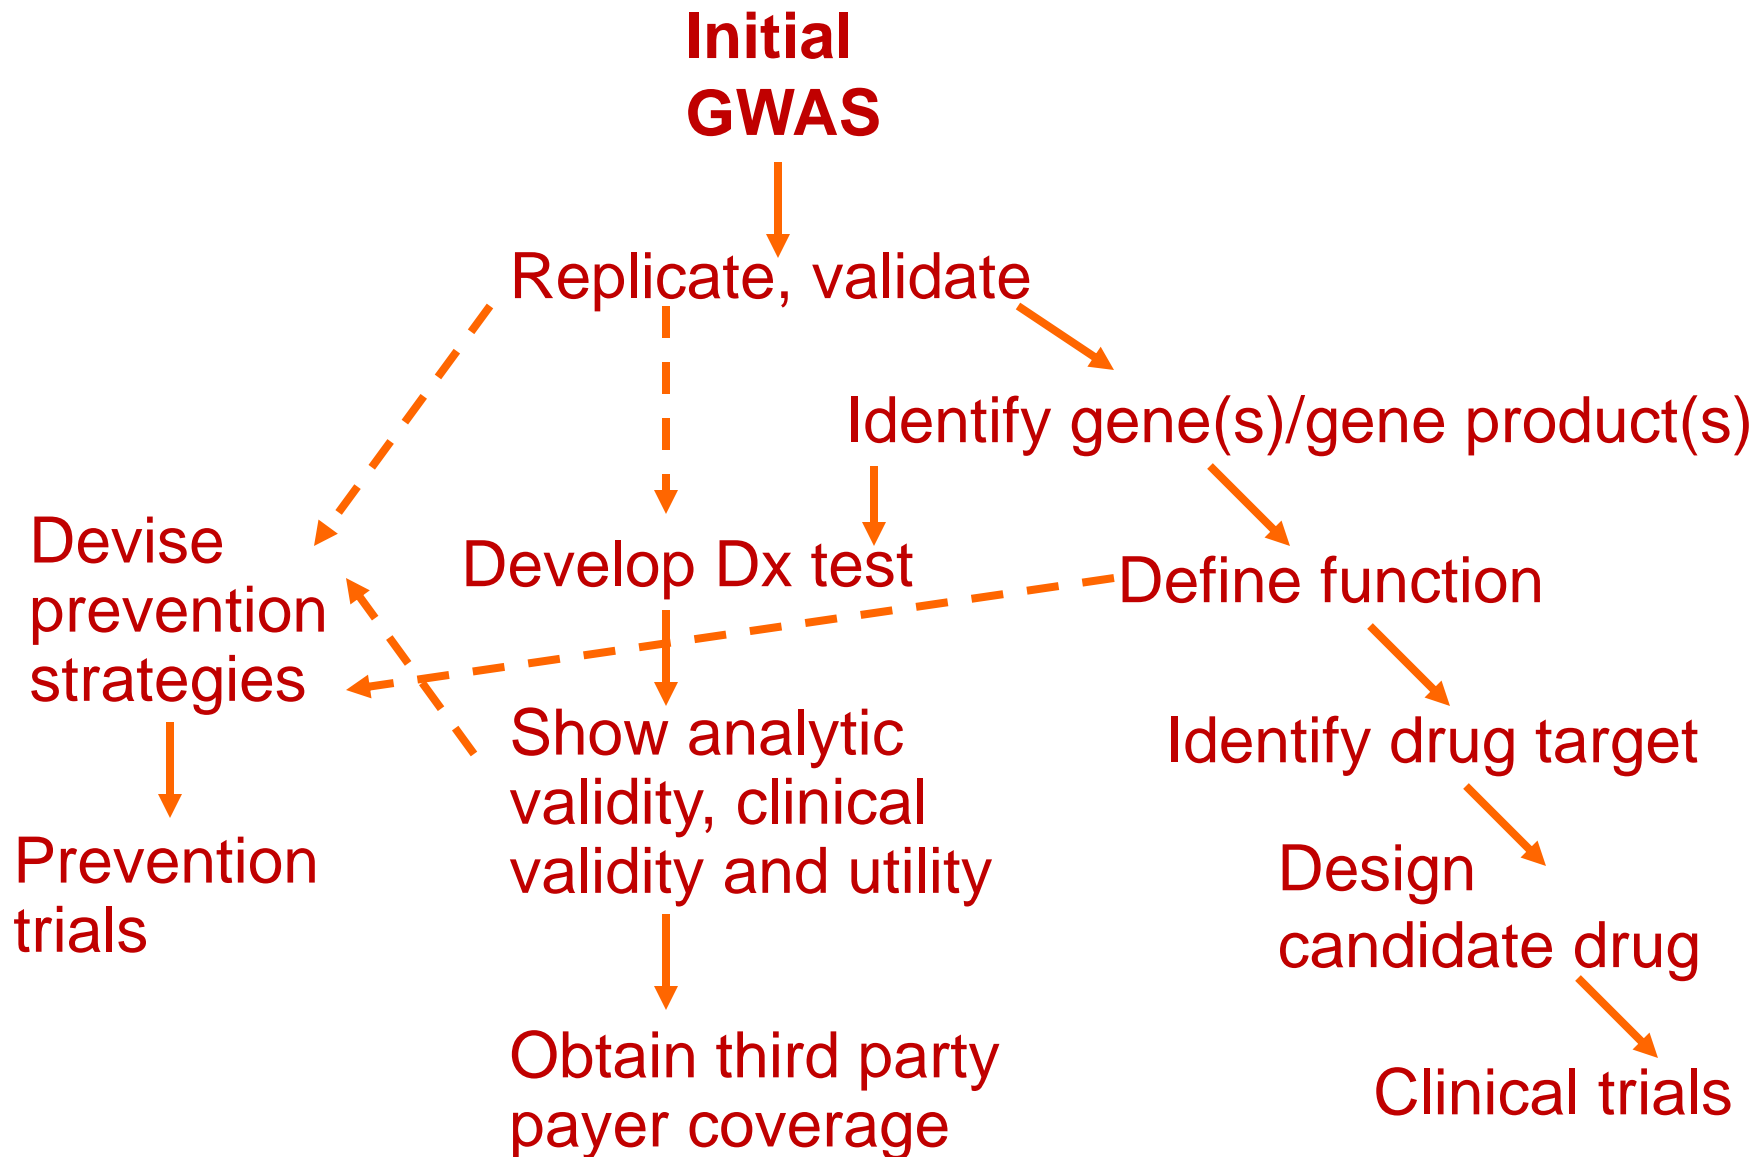 Initial
GWAS
Replicate, validate
Identify gene(s)/gene product(s)
Devise
prevention
strategies
Develop Dx test
Define function
Show analytic
validity, clinical
validity and utility
Identify drug target
Prevention
trials
Design
candidate drug
Obtain third party
payer coverage
Clinical trials